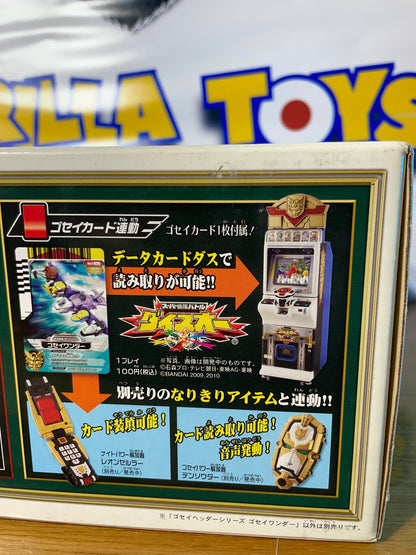 RILLA TOYS
ゴセイカード連動
れんどう
ゴセイカード1枚付属！
データカードダスで
読み取りが可能!!
スーパー戦隊バトル
ダイスオー
ゴセイワンダー
1プレイ
100円(税込)
※写真、画像は開発中のものです。
©石森プロ・テレビ朝日・東映AG・東映
©BANDAI 2009,2010
別売りのなりきりアイテムと連動!!
カード装填可能！
ナイトパワー解放器
レオンセルラー
(別売り/発売中)
カード読み取り可能！
音声発動！
ゴセイパワー解放器
テンソウダー
(別売り/発売中)
※「ゴセイヘッダーシリーズ ゴセイワンダー」以外は別売りです。